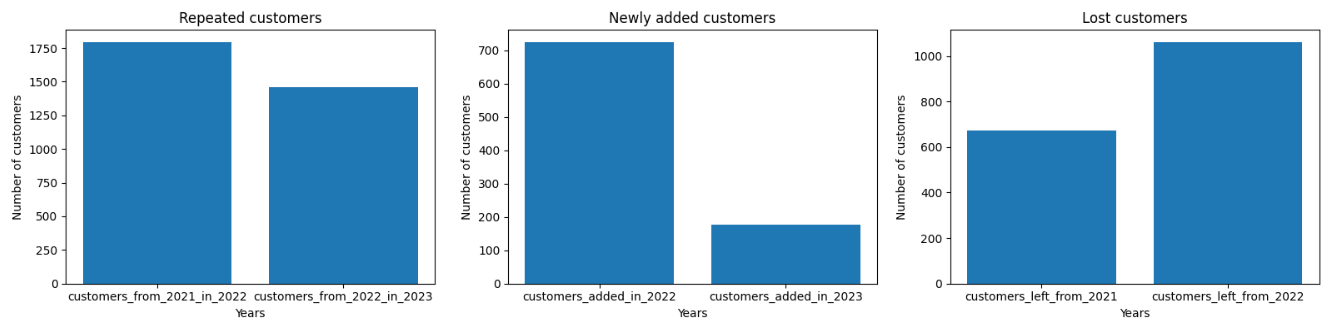 Repeated customers
Number of customers
1750
1500
1250
1000
750
500
250
0
customers_from_2021_in_2022 customers_from_2022_in_2023
Years
Newly added customers
Number of customers
700
600
500
400
300
200
100
0
customers_added_in_2022 customers_added_in_2023
Years
Lost customers
Number of customers
1000
800
600
400
200
0
customers_left_from_2021 customers_left_from_2022
Years